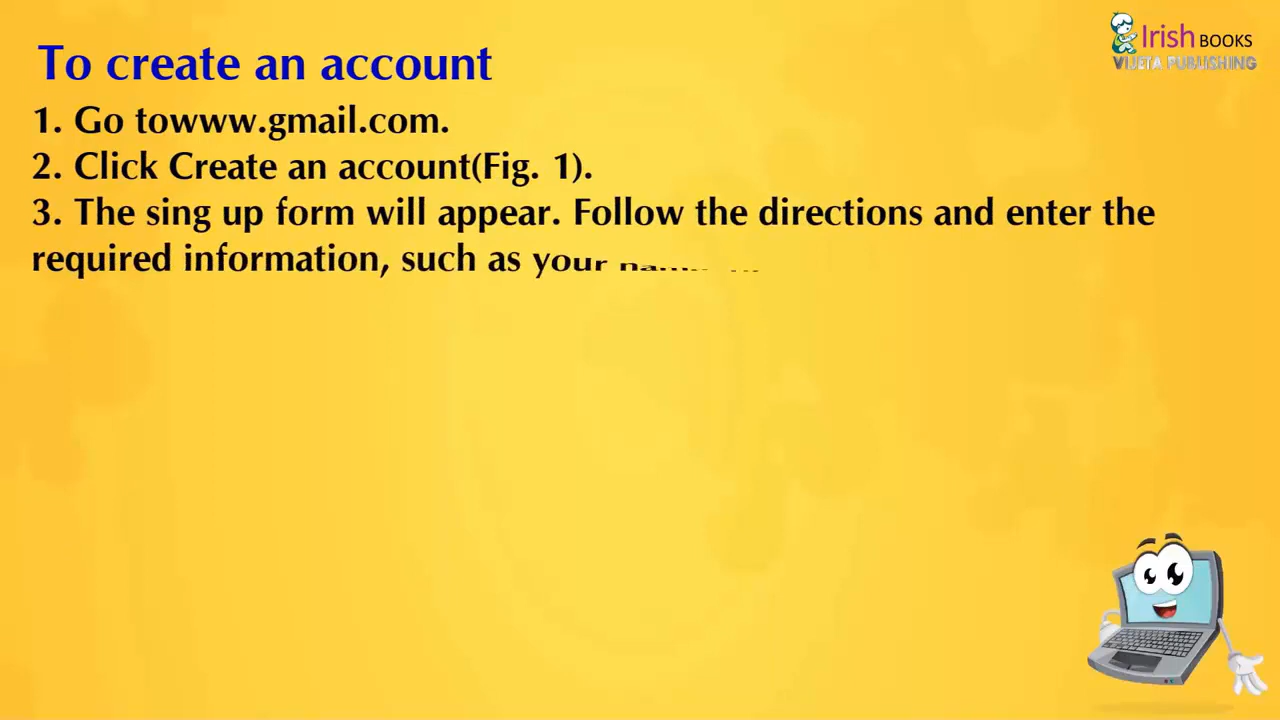 Irish BOOKS
VIJETA PUBLISHING
To create an account
1. Go towww.gmail.com.
2. Click Create an account(Fig. 1).
3. The sing up form will appear. Follow the directions and enter the
required information, such as your